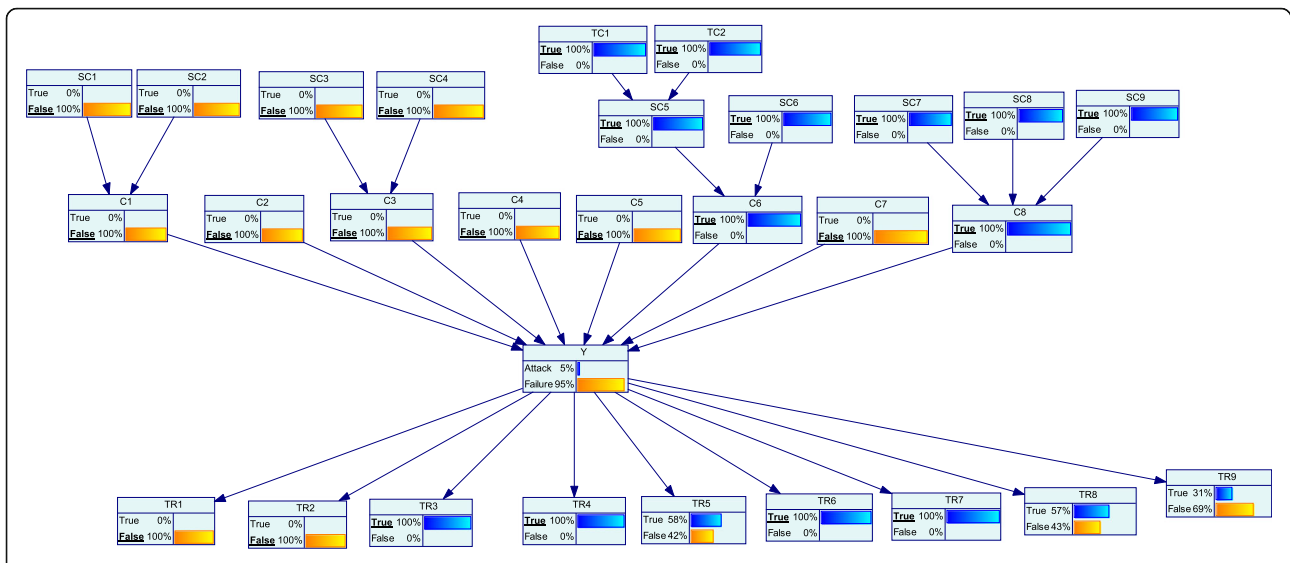 TC1
True 100%
False 0%
TC2
True 100%
False 0%
SC1
True 0%
False 100%
SC2
True 0%
False 100%
SC3
True 0%
False 100%
SC4
True 0%
False 100%
SC5
True 100%
False 0%
SC6
True 100%
False 0%
SC7
True 100%
False 0%
SC8
True 100%
False 0%
SC9
True 100%
False 0%
C1
True 0%
False 100%
C2
True 0%
False 100%
C3
True 0%
False 100%
C4
True 0%
False 100%
C5
True 0%
False 100%
C6
True 100%
False 0%
C7
True 0%
False 100%
C8
True 100%
False 0%
Y
Attack 5%
Failure 95%
TR1
True 0%
False 100%
TR2
True 0%
False 100%
TR3
True 100%
False 0%
TR4
True 100%
False 0%
TR5
True 58%
False 42%
TR6
True 100%
False 0%
TR7
True 100%
False 0%
TR8
True 57%
False 43%
TR9
True 31%
False 69%